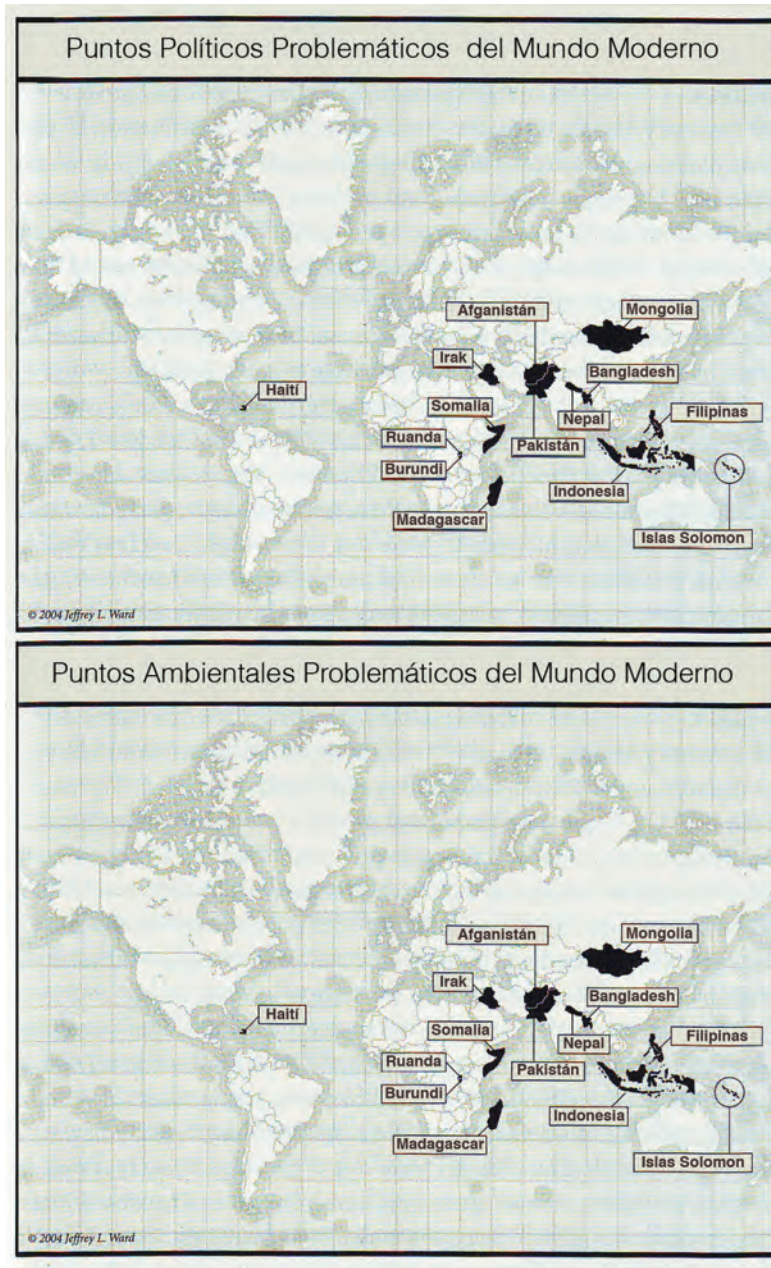 Puntos Políticos Problemáticos del Mundo Moderno
Afganistán
Mongolia
Irak
Bangladesh
Haití
Somalia
Nepal
Filipinas
Ruanda
Pakistán
Burundi
Indonesia
Madagascar
Islas Solomon
© 2004 Jeffrey L. Ward
Puntos Ambientales Problemáticos del Mundo Moderno
Afganistán
Mongolia
Irak
Bangladesh
Haití
Somalia
Nepal
Filipinas
Ruanda
Pakistán
Burundi
Indonesia
Madagascar
Islas Solomon
© 2004 Jeffrey L. Ward